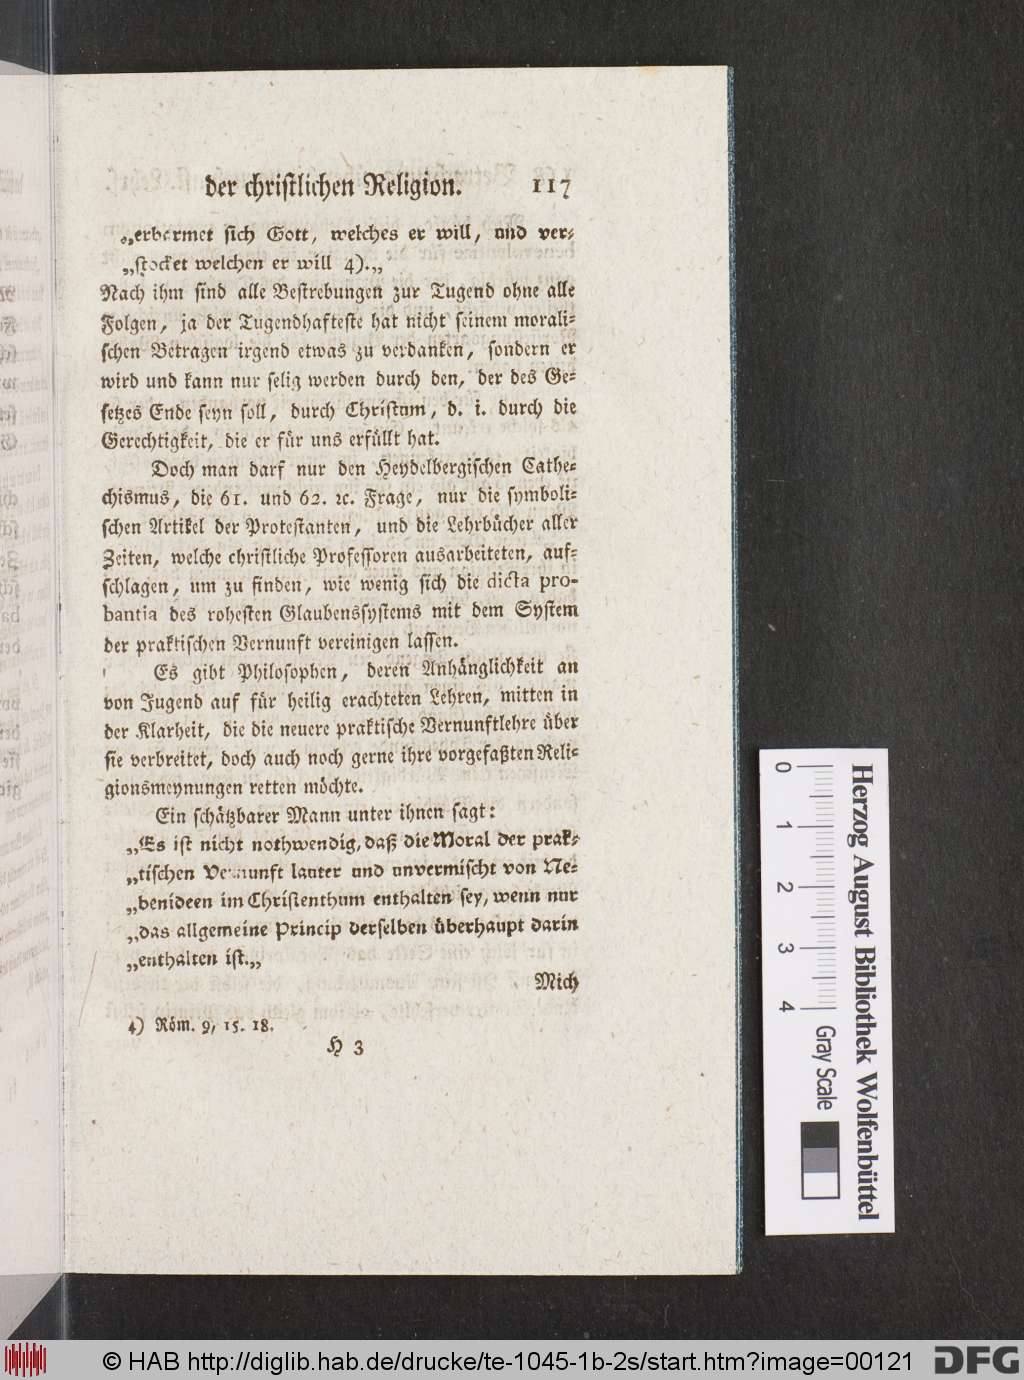 der christlichen Religion. 117
„erbarmet sich Gott, welches er will, und ver-
„stocket welchen er will 4).„
Nach ihm sind alle Bestrebungen zur Tugend ohne alle
Folgen, ja der Tugendhafteste hat nicht seinem morali-
schen Betragen irgend etwas zu verdanken, sondern er
wird und kann nur selig werden durch den, der des Ge-
setzes Ende seyn soll, durch Christum, d. i. durch die
Gerechtigkeit, die er für uns erfüllt hat.
Doch man darf nur den Heydelbergischen Cathe-
chismus, die 61. und 62. ꝛc. Frage, nur die symboli-
schen Artikel der Protestanten, und die Lehrbücher aller
Zeiten, welche christliche Professoren ausarbeiteten, auf-
schlagen, um zu finden, wie wenig sich die dicta pro-
bantia des rohesten Glaubenssystems mit dem System
der praktischen Vernunft vereinigen lassen.
Es gibt Philosophen, deren Anhänglichkeit an
von Jugend auf für heilig erachteten Lehren, mitten in
der Klarheit, die die neuere praktische Vernunftlehre über
sie verbreitet, doch auch noch gerne ihre vorgefaßten Reli-
gionsmeynungen retten möchte.
Ein schätzbarer Mann unter ihnen sagt:
„Es ist nicht nothwendig, daß die Moral der prak-
„tischen Vernunft lauter und unvermischt von Ne-
„benideen im Christenthum enthalten sey, wenn nur
„das allgemeine Princip derselben überhaupt darin
„enthalten ist.„
Mich
4) Röm. 9, 15. 18.
H 3
0 1 2 3 4
Gray Scale
Herzog August Bibliothek Wolfenbüttel
© HAB http://diglib.hab.de/drucke/te-1045-1b-2s/start.htm?image=00121
DFG